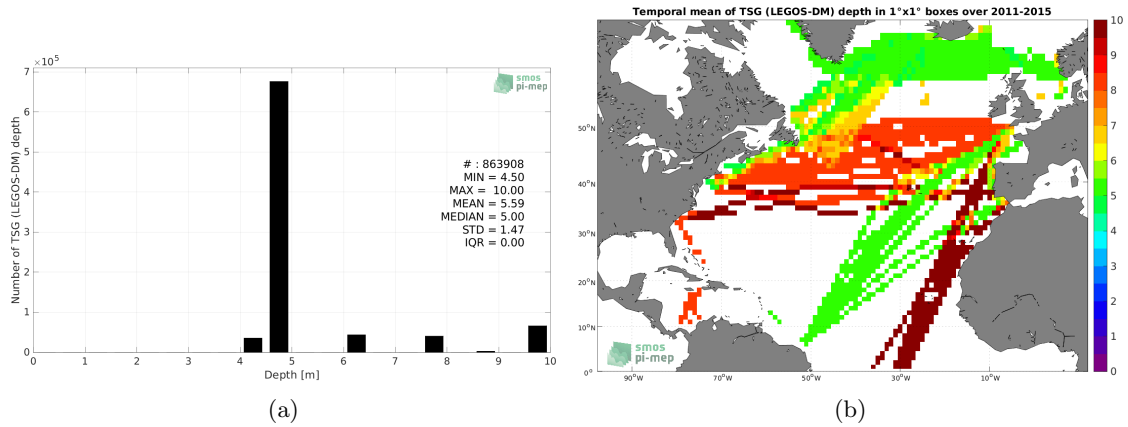 ×10⁵
7
6
5
4
3
2
1
0
Number of TSG (LEGOS-DM) depth
smos
pi-mep
# : 863908
MIN = 4.50
MAX = 10.00
MEAN = 5.59
MEDIAN = 5.00
STD = 1.47
IQR = 0.00
0 1 2 3 4 5 6 7 8 9 10
Depth [m]
(a)
Temporal mean of TSG (LEGOS-DM) depth in 1°x1° boxes over 2011-2015
50°N
40°N
30°N
20°N
10°N
0°
smos
pi-mep
90°W 70°W 50°W 30°W 10°W
10
9
8
7
6
5
4
3
2
1
0
(b)